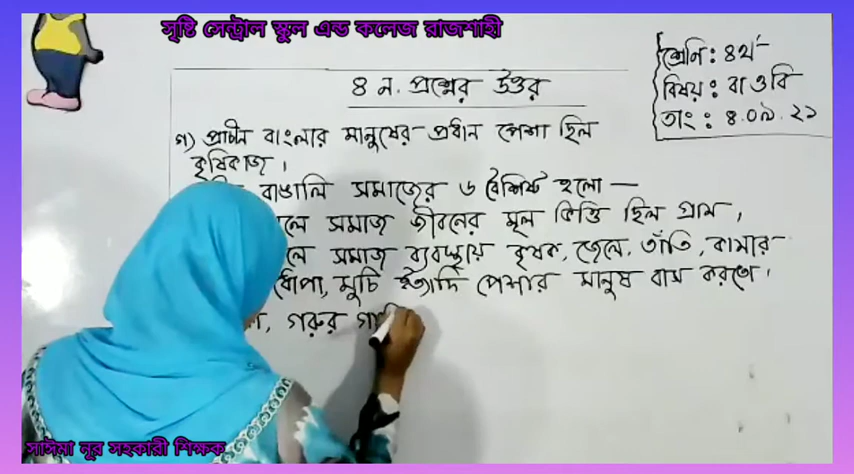 সৃষ্টি সেন্ট্রাল স্কুল এন্ড কলেজ রাজশাহী
শ্রেণি : ৪র্থ
বিষয় : বাওবি
তাং : ৪.০৯.২১
৪ ন. প্রশ্নের উত্তর
গ) প্রাচীন বাংলার মানুষের প্রধান পেশা ছিল
কৃষিকাজ।
বাঙালি সমাজের ৬ বৈশিষ্ট হলো —
লে সমাজ জীবনের মূল ভিত্তি ছিল গ্রাম,
লে সমাজ ব্যবস্থায় কৃষক, জেলে, তাঁতি, কামার
ধোপা, মুচি ইত্যাদি পেশার মানুষ বাস করতো।
গরুর গা
সাঈমা নূর সহকারী শিক্ষক